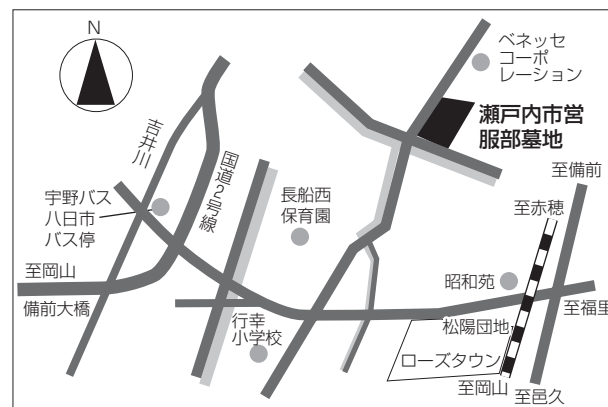 N
ベネッセ
コーポ
レーション
瀬戸内市営
服部墓地
吉井川
国道2号線
宇野バス
八日市
バス停
長船西
保育園
至備前
至赤穂
至岡山
備前大橋
昭和苑
行幸
小学校
松陽団地
至福里
ローズタウン
至岡山
至邑久